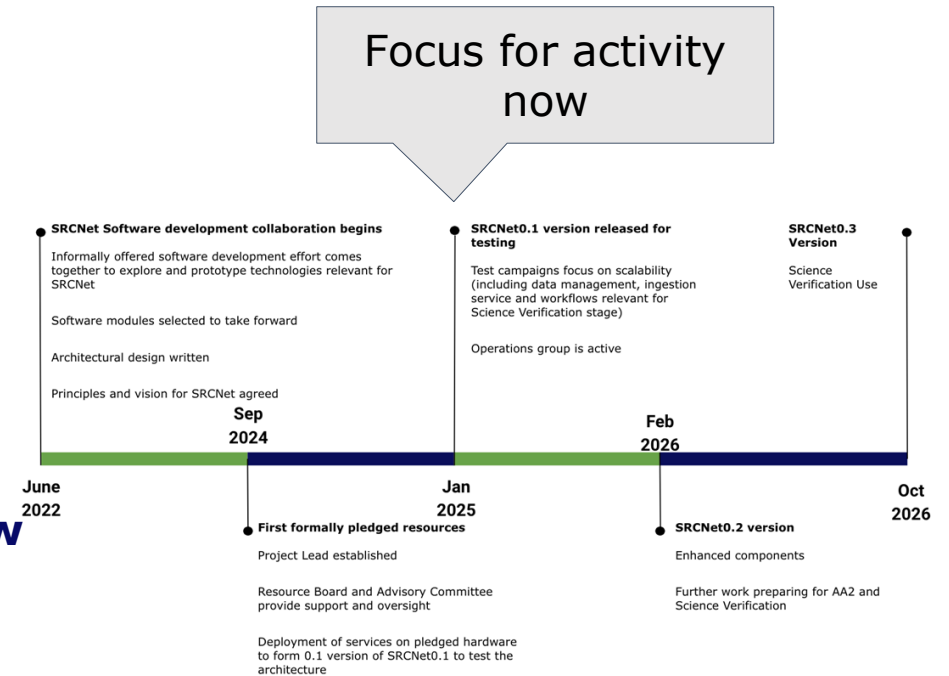 Focus for activity
now
SRCNet Software development collaboration begins
Informally offered software development effort comes
together to explore and prototype technologies relevant for
SRCNet
Software modules selected to take forward
Architectural design written
Principles and vision for SRCNet agreed
SRCNet0.1 version released for
testing
Test campaigns focus on scalability
(including data management, ingestion
service and workflows relevant for
Science Verification stage)
Operations group is active
SRCNet0.3
Version
Science
Verification Use
Sep
2024
Feb
2026
June
2022
Jan
2025
Oct
2026
w
First formally pledged resources
Project Lead established
Resource Board and Advisory Committee
provide support and oversight
Deployment of services on pledged hardware
to form 0.1 version of SRCNet0.1 to test the
architecture
SRCNet0.2 version
Enhanced components
Further work preparing for AA2 and
Science Verification